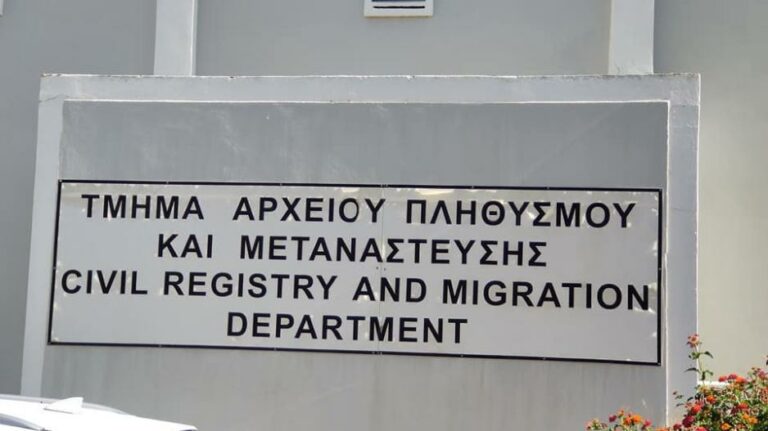 ΤΜΗΜΑ ΑΡΧΕΙΟΥ ΠΛΗΘΥΣΜΟΥ
ΚΑΙ ΜΕΤΑΝΑΣΤΕΥΣΗΣ
CIVIL REGISTRY AND MIGRATION
DEPARTMENT